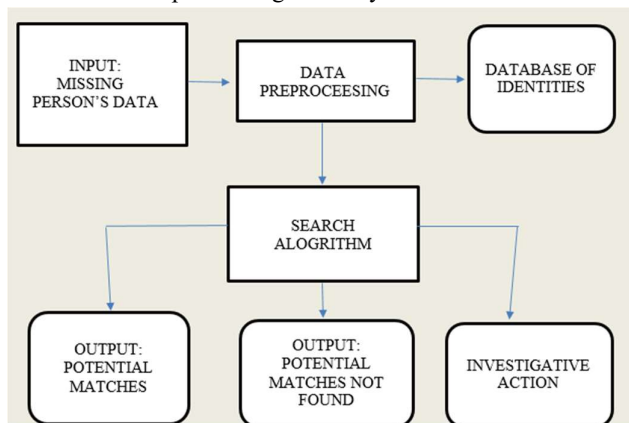 INPUT:
MISSING
PERSON'S DATA
DATA
PREPROCEESING
DATABASE OF
IDENTITIES
SEARCH
ALOGRITHM
OUTPUT:
POTENTIAL
MATCHES
OUTPUT:
POTENTIAL
MATCHES NOT
FOUND
INVESTIGATIVE
ACTION